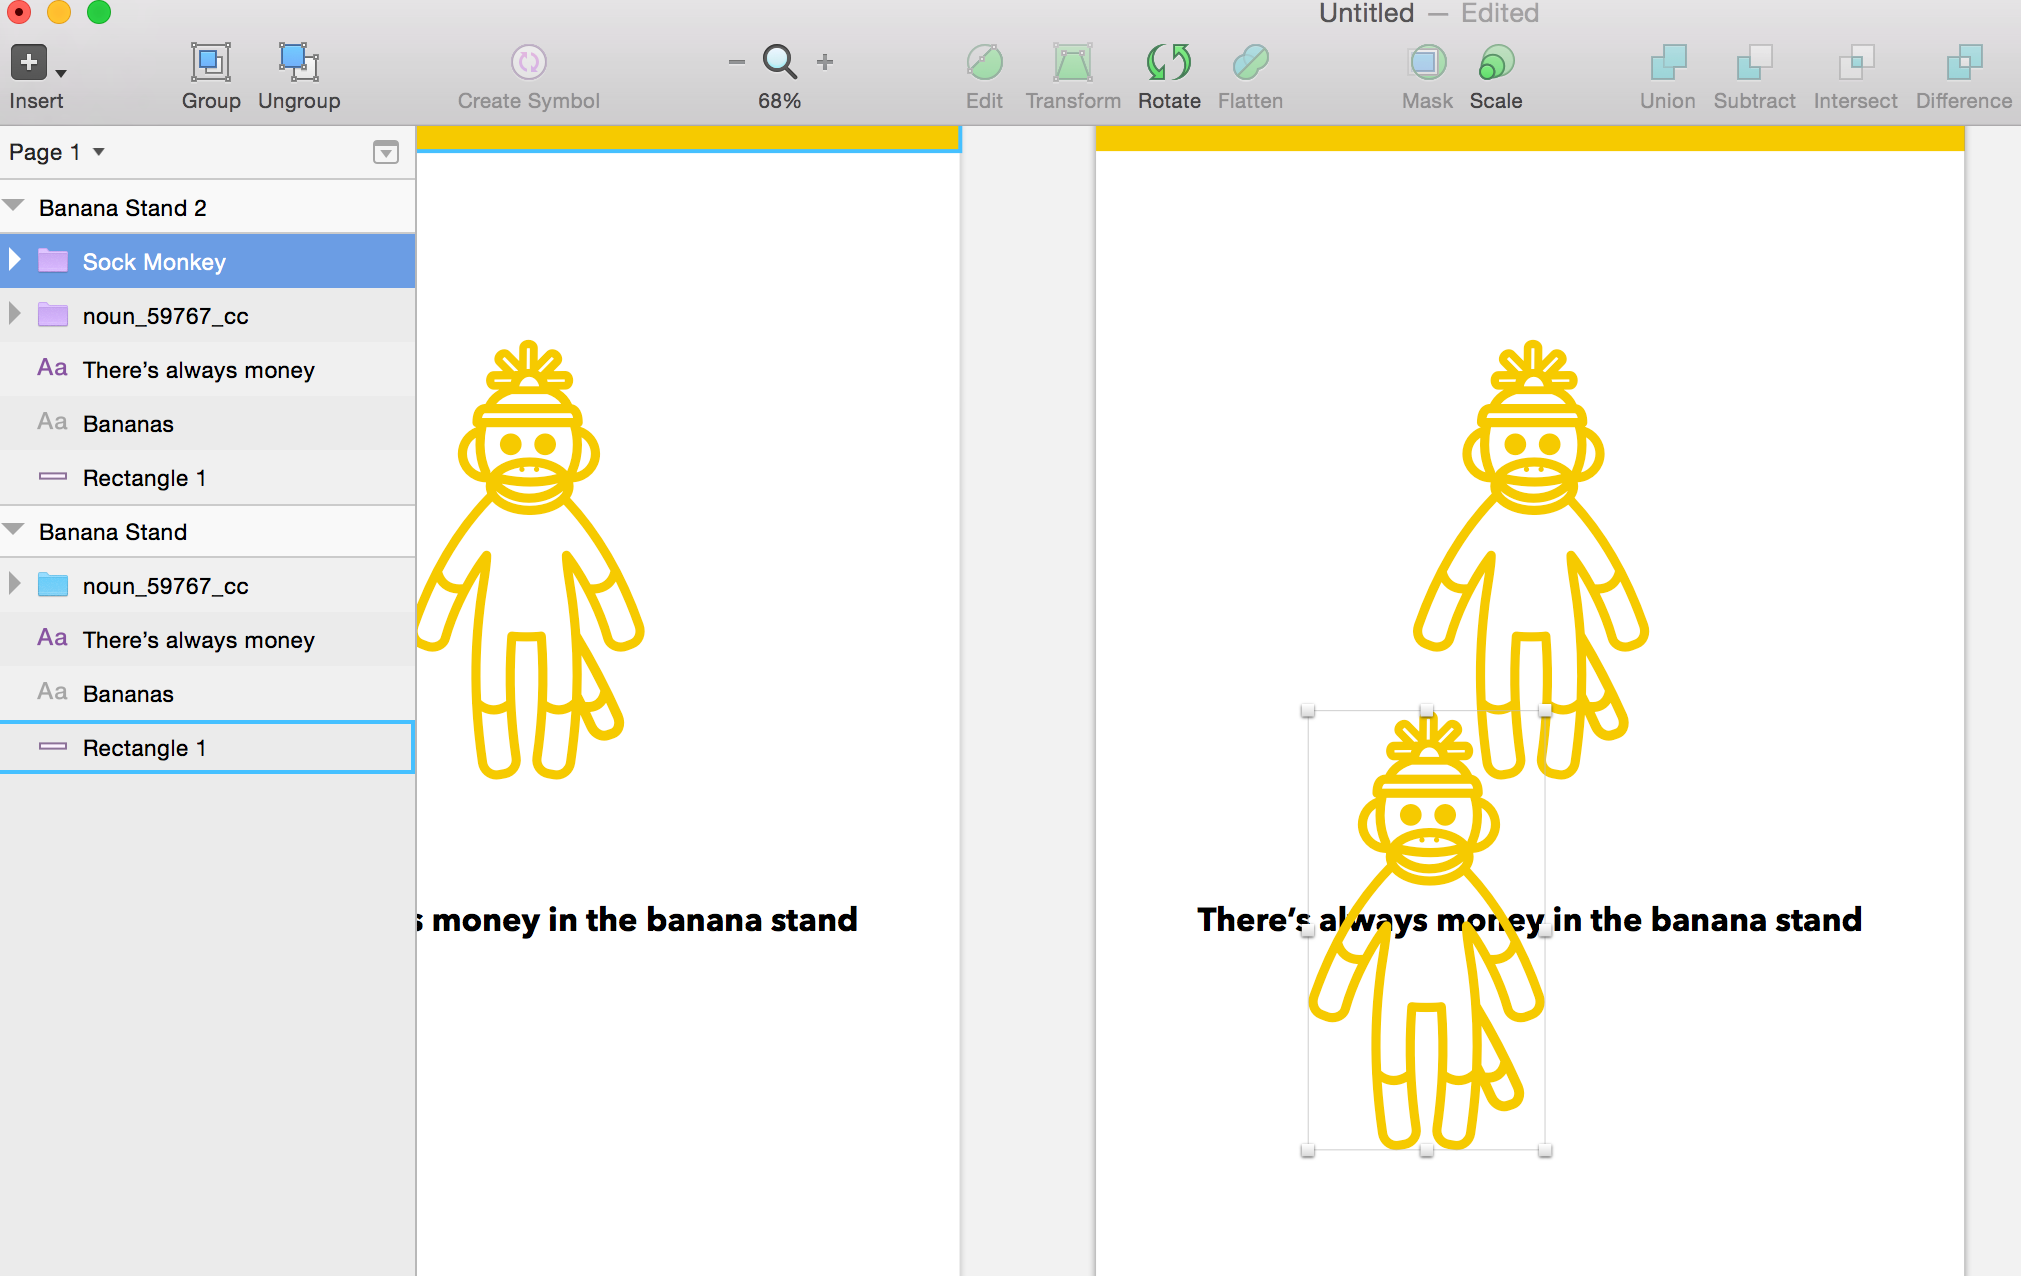 Untitled — Edited
Insert
Group
Ungroup
Create Symbol
68%
Edit
Transform
Rotate
Flatten
Mask
Scale
Union
Subtract
Intersect
Difference
Page 1
Banana Stand 2
Sock Monkey
noun_59767_cc
Aa There’s always money
Aa Bananas
Rectangle 1
Banana Stand
noun_59767_cc
Aa There’s always money
Aa Bananas
Rectangle 1
s money in the banana stand
There’s always money in the banana stand